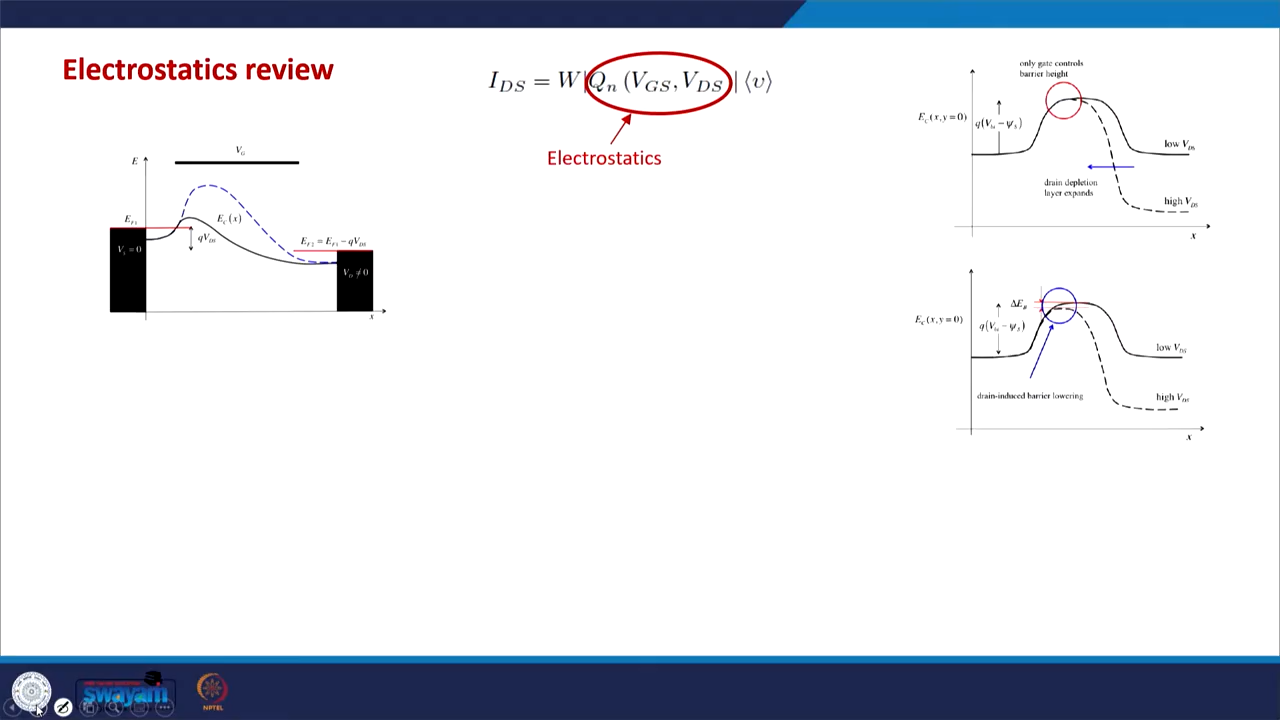 Electrostatics review
I_DS = W|Q_n (V_GS, V_DS)| ⟨υ⟩
Electrostatics
V_G
E
E_F1
E_C(x)
qV_DS
E_F2 = E_F1 − qV_DS
V_S = 0
V_D ≠ 0
x
only gate controls
barrier height
E_C(x, y=0)
q(V_bi − ψ_S)
low V_DS
drain depletion
layer expands
high V_DS
x
ΔE_B
E_C(x, y=0)
q(V_bi − ψ_S)
low V_DS
drain-induced barrier lowering
high V_DS
x
swayam
NPTEL